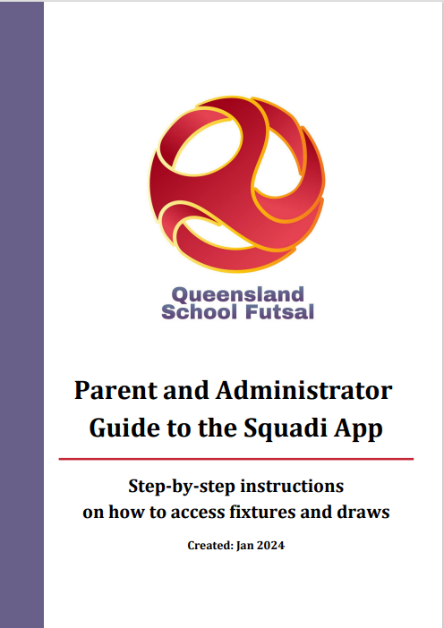 Queensland
School Futsal
Parent and Administrator
Guide to the Squadi App
Step-by-step instructions
on how to access fixtures and draws
Created: Jan 2024